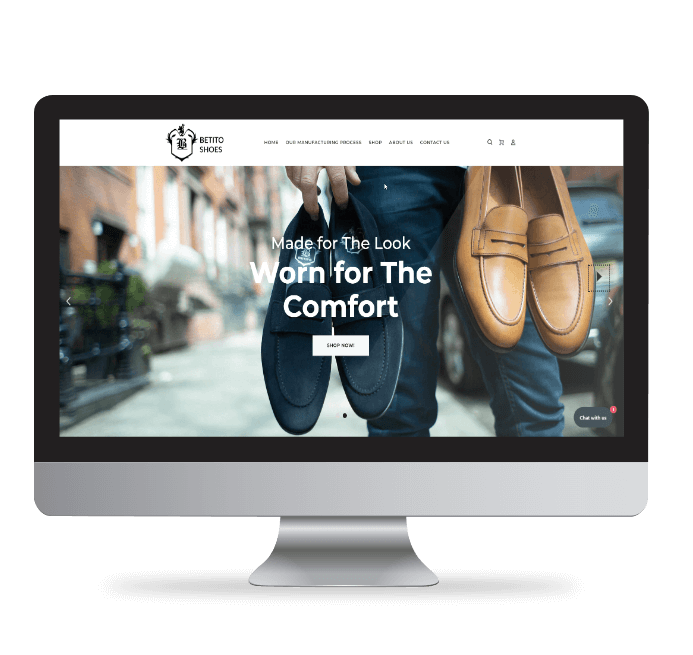 BETITO
SHOES
HOME OUR MANUFACTURING PROCESS SHOP ABOUT US CONTACT US
Made for The Look
Worn for The
Comfort
SHOP NOW!
Chat with us
1